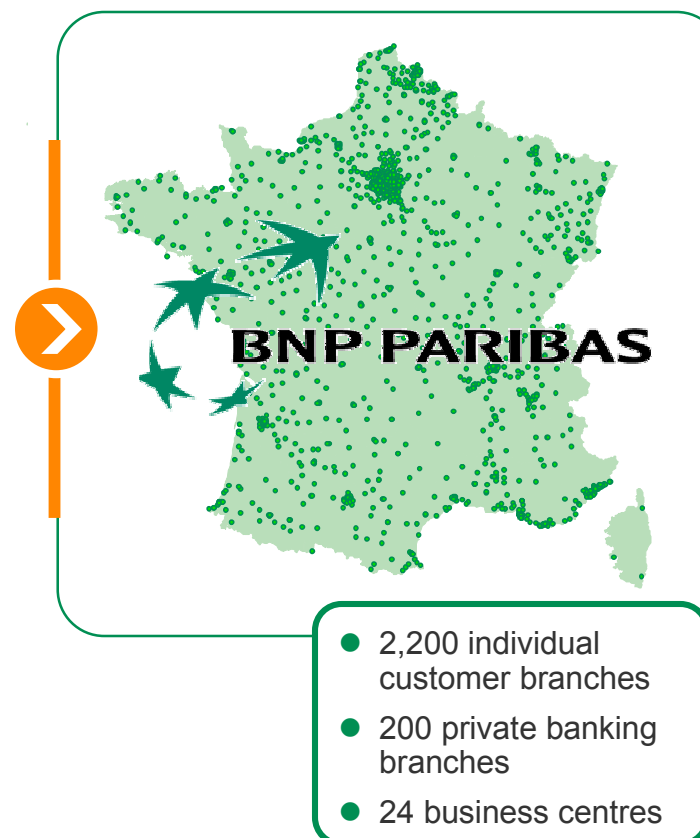 BNP PARIBAS
2,200 individual
customer branches
200 private banking
branches
24 business centres